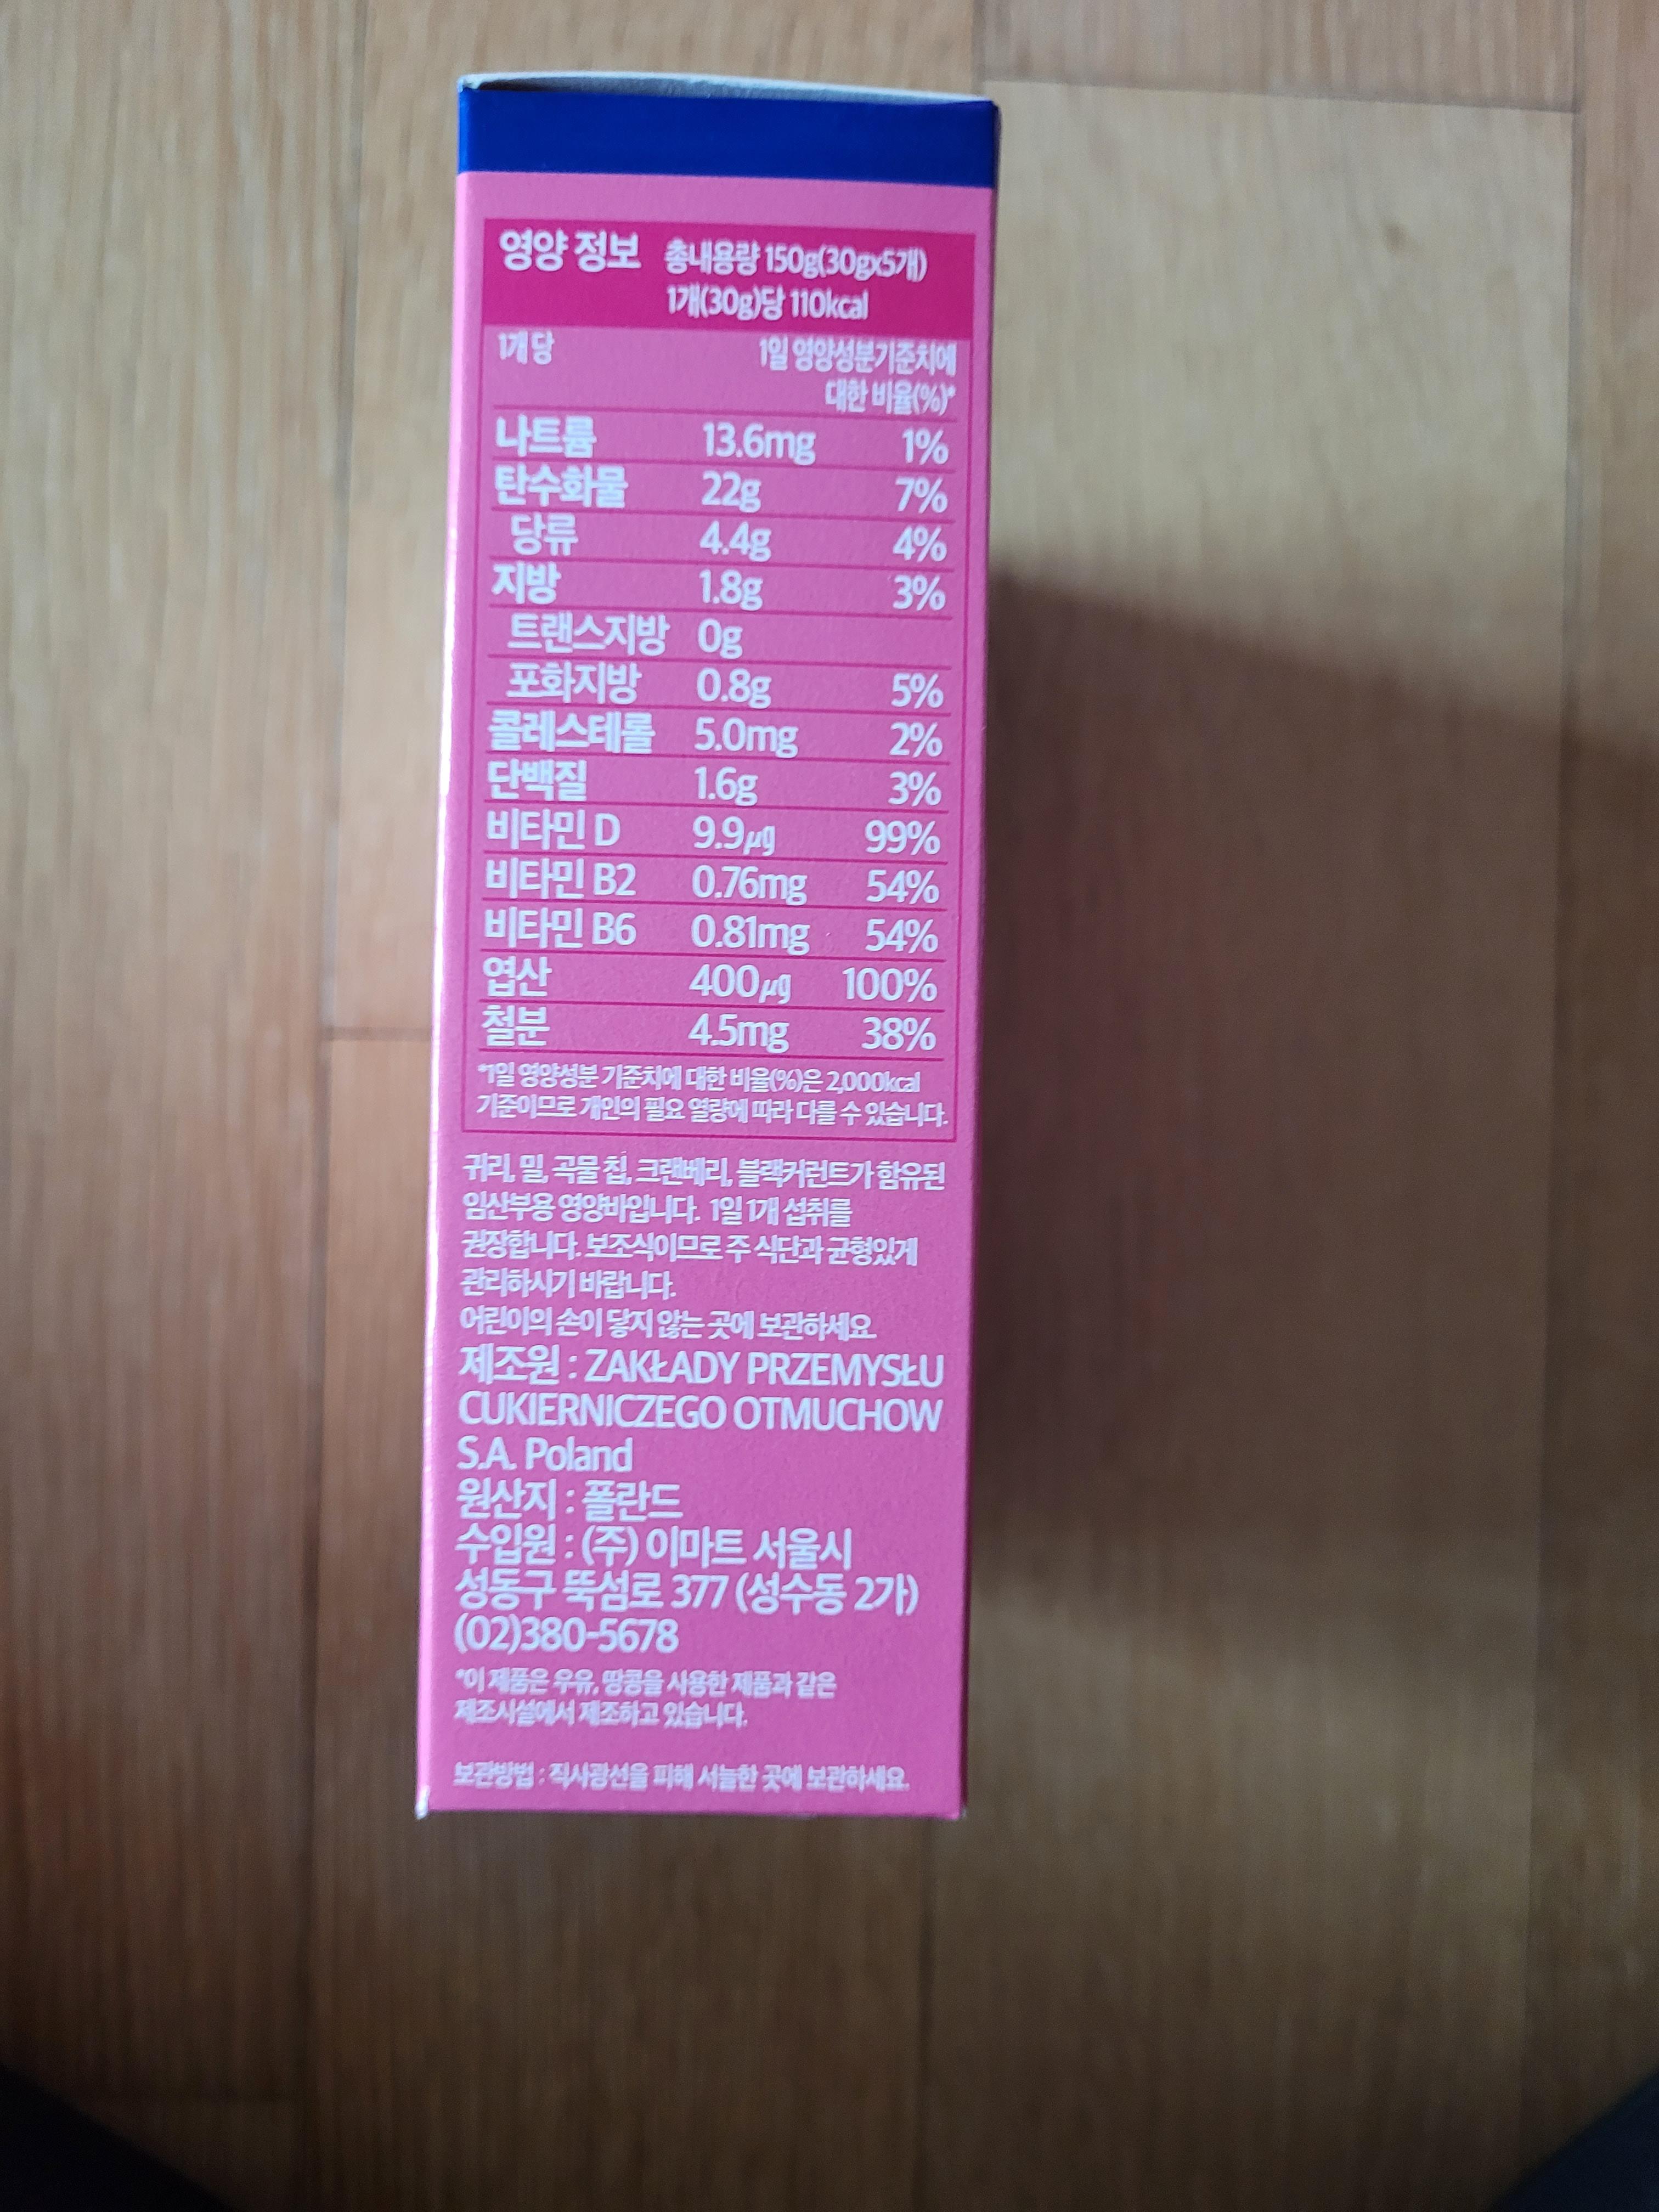 영양 정보 총내용량 150g(30gx5개)
1개(30g)당 110kcal
1개 당 1일 영양성분기준치에
대한 비율(%)*
나트륨 13.6mg 1%
탄수화물 22g 7%
당류 4.4g 4%
지방 1.8g 3%
트랜스지방 0g
포화지방 0.8g 5%
콜레스테롤 5.0mg 2%
단백질 1.6g 3%
비타민 D 9.9㎍ 99%
비타민 B2 0.76mg 54%
비타민 B6 0.81mg 54%
엽산 400㎍ 100%
철분 4.5mg 38%
*1일 영양성분 기준치에 대한 비율(%)은 2,000kcal
기준이므로 개인의 필요 열량에 따라 다를 수 있습니다.
귀리, 밀, 곡물 칩, 크랜베리, 블랙커런트가 함유된
임산부용 영양바입니다. 1일 1개 섭취를
권장합니다. 보조식이므로 주 식단과 균형있게
관리하시기 바랍니다.
어린이의 손이 닿지 않는 곳에 보관하세요
제조원 : ZAKŁADY PRZEMYSŁU
CUKIERNICZEGO OTMUCHOW
S.A. Poland
원산지 : 폴란드
수입원 : (주) 이마트 서울시
성동구 뚝섬로 377 (성수동 2가)
(02)380-5678
*이 제품은 우유, 땅콩을 사용한 제품과 같은
제조시설에서 제조하고 있습니다.
보관방법 : 직사광선을 피해 서늘한 곳에 보관하세요.